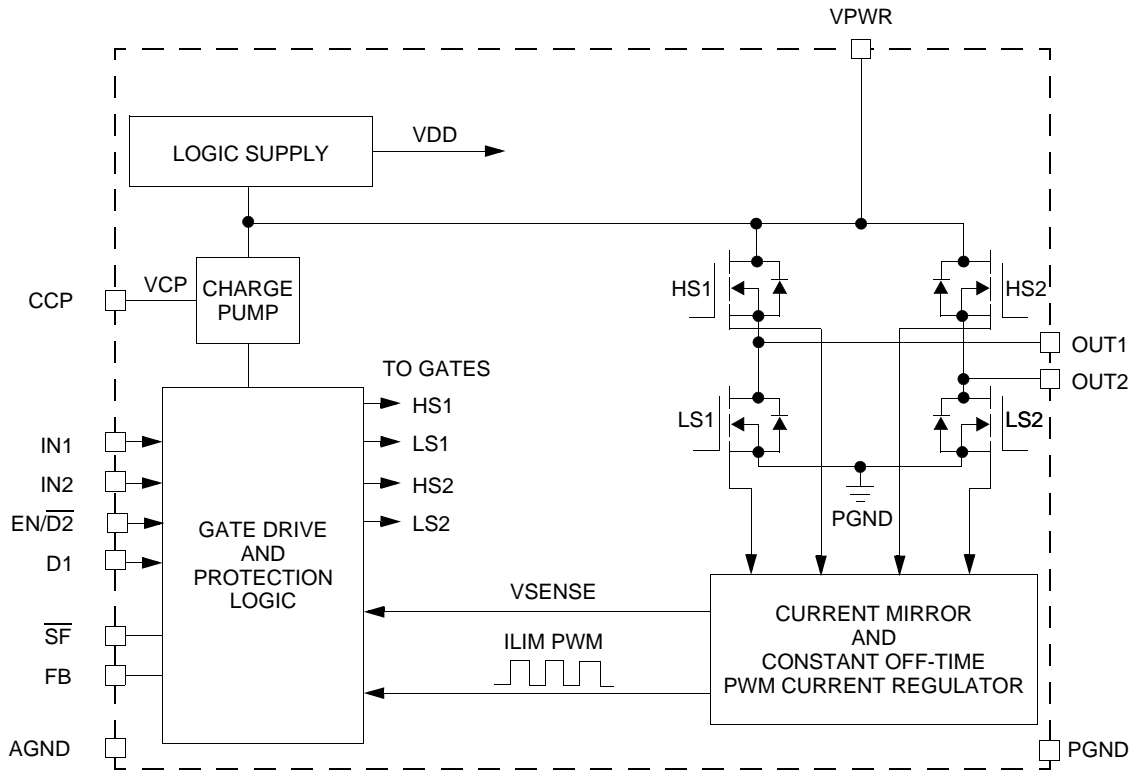 VPWR
LOGIC SUPPLY
VDD
CCP
VCP
CHARGE
PUMP
HS1
HS2
OUT1
OUT2
TO GATES
HS1
LS1
HS2
LS2
LS1
LS2
PGND
IN1
IN2
EN/D2
D1
SF
FB
AGND
GATE DRIVE
AND
PROTECTION
LOGIC
VSENSE
ILIM PWM
CURRENT MIRROR
AND
CONSTANT OFF-TIME
PWM CURRENT REGULATOR
PGND